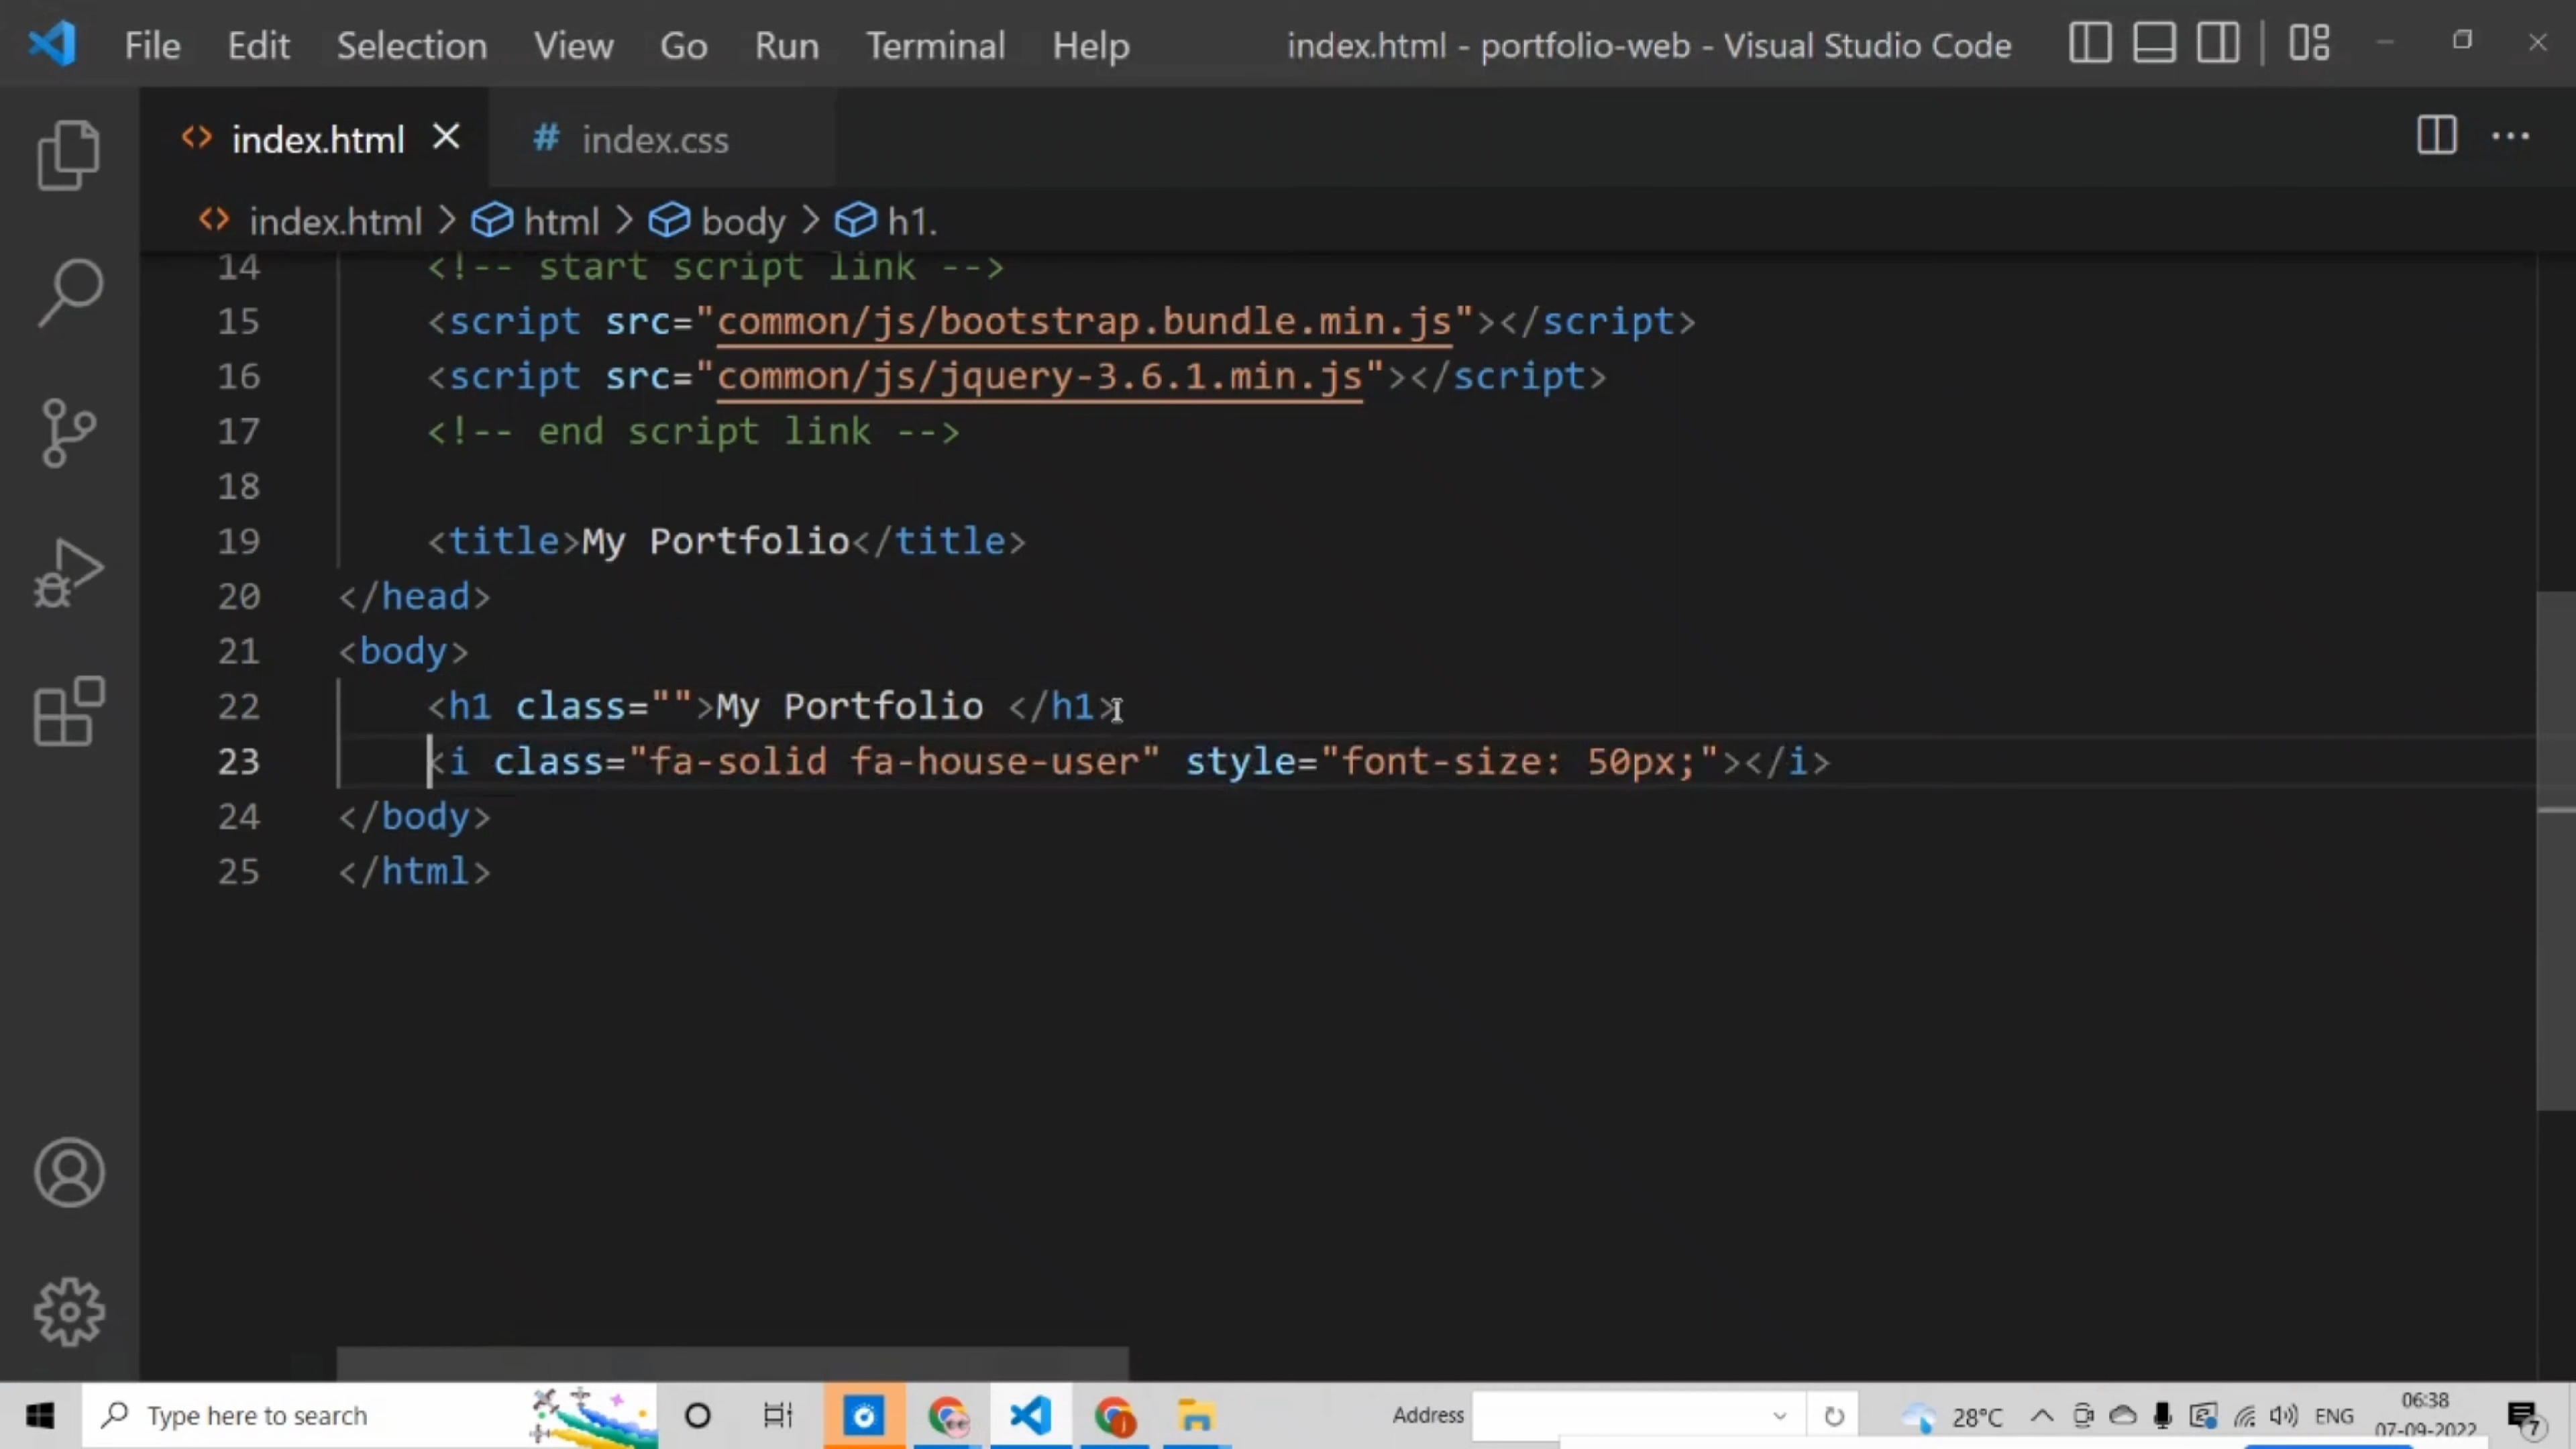 File Edit Selection View Go Run Terminal Help index.html - portfolio-web - Visual Studio Code
index.html # index.css
index.html > html > body > h1.
14 <!-- start script link -->
15 <script src="common/js/bootstrap.bundle.min.js"></script>
16 <script src="common/js/jquery-3.6.1.min.js"></script>
17 <!-- end script link -->
18
19 <title>My Portfolio</title>
20 </head>
21 <body>
22 <h1 class="">My Portfolio </h1>
23 <i class="fa-solid fa-house-user" style="font-size: 50px;"></i>
24 </body>
25 </html>
Type here to search Address 28°C ENG 06:38
07-09-2022 7